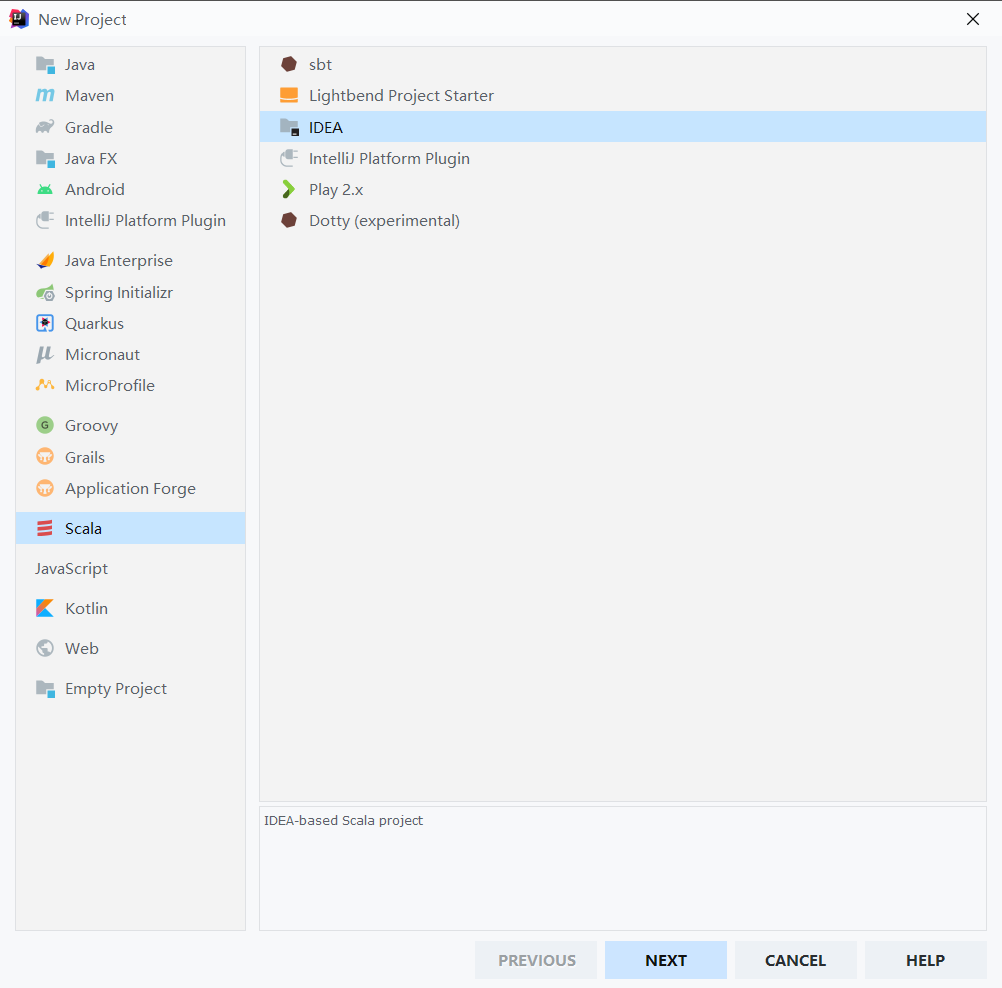 New Project
Java
Maven
Gradle
Java FX
Android
IntelliJ Platform Plugin
Java Enterprise
Spring Initializr
Quarkus
Micronaut
MicroProfile
Groovy
Grails
Application Forge
Scala
JavaScript
Kotlin
Web
Empty Project
sbt
Lightbend Project Starter
IDEA
IntelliJ Platform Plugin
Play 2.x
Dotty (experimental)
IDEA-based Scala project
PREVIOUS
NEXT
CANCEL
HELP